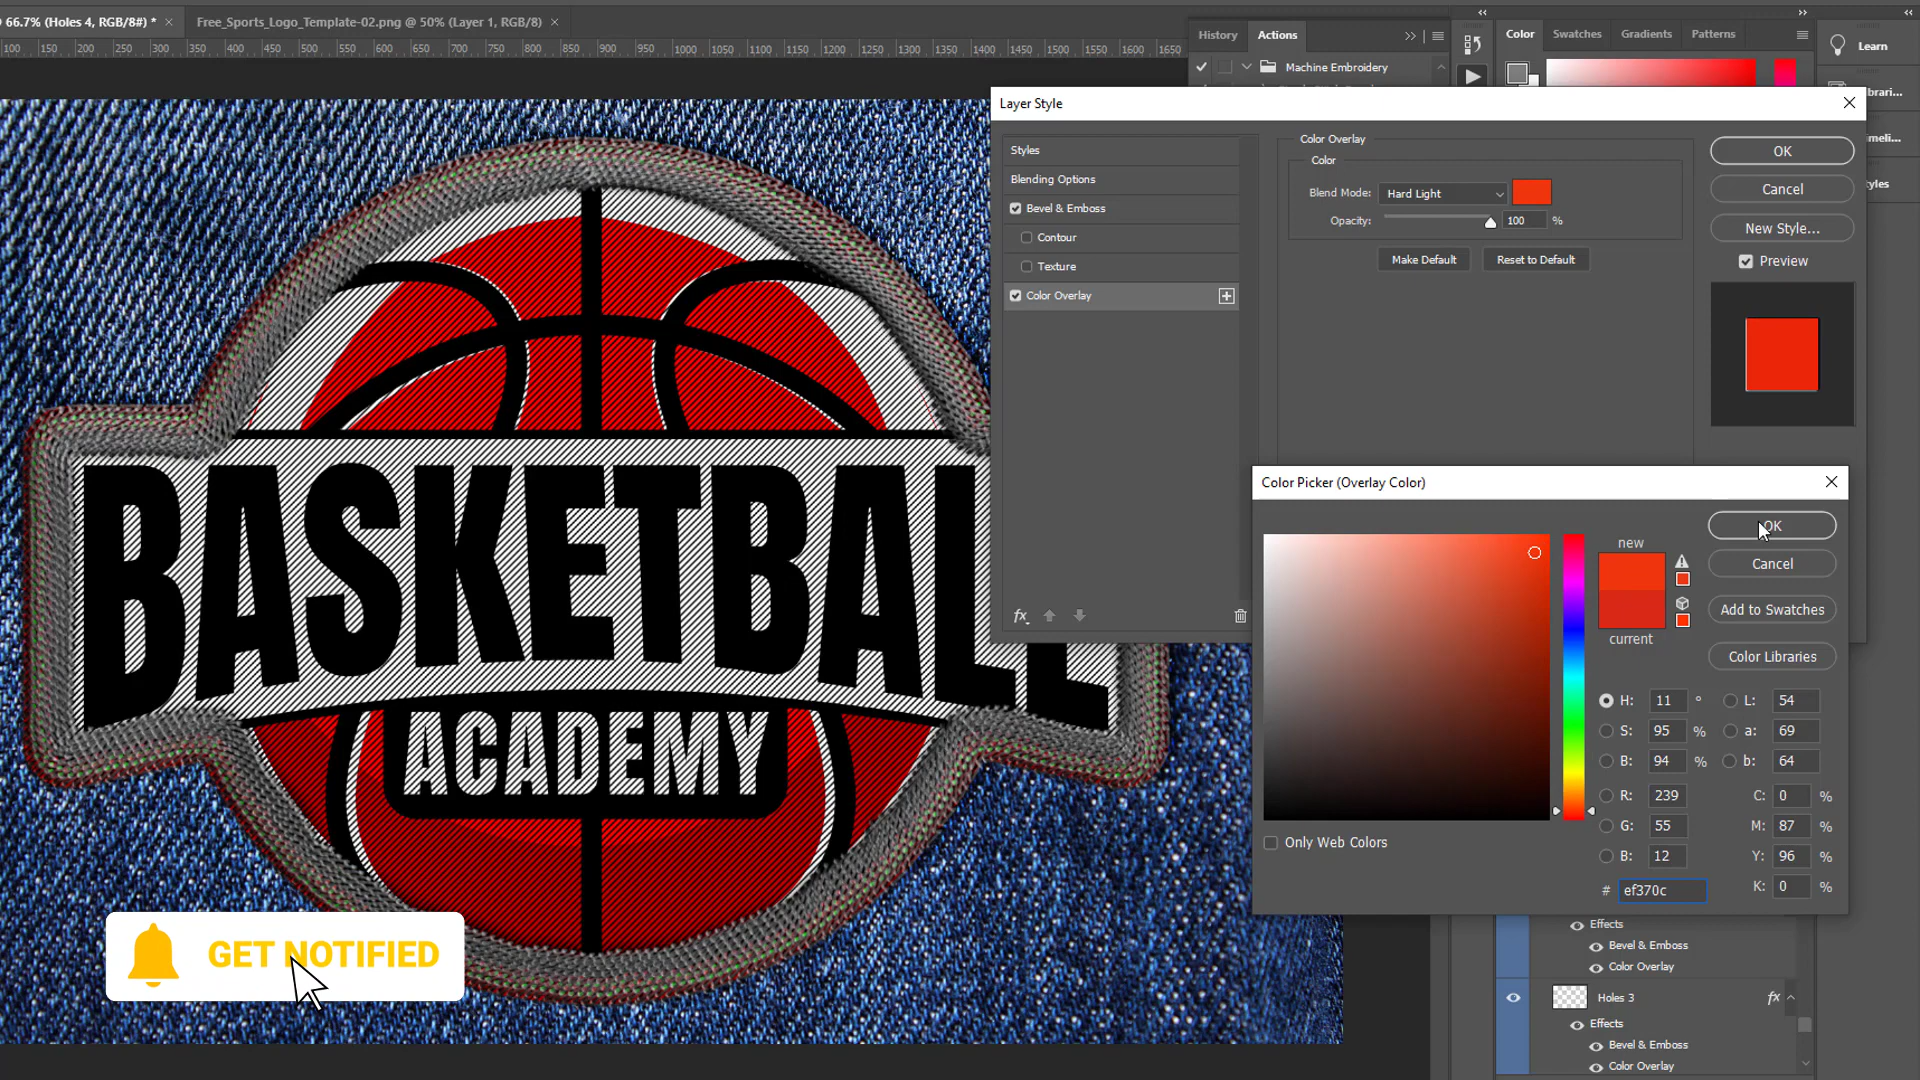 @ 66.7% (Holes 4, RGB/8#) * ×
Free_Sports_Logo_Template-02.png @ 50% (Layer 1, RGB/8) ×
100 150 200 250 300 350 400 450 500 550 600 650 700 750 800 850 900 950 1000 1050 1100 1150 1200 1250 1300 1350 1400 1450 1500 1550 1600 1650
History Actions
Machine Embroidery
Color Swatches Gradients Patterns
Learn
Layer Style
Styles
Blending Options
Bevel & Emboss
Contour
Texture
Color Overlay
fx
Color Overlay
Color
Blend Mode: Hard Light
Opacity: 100 %
Make Default Reset to Default
OK
Cancel
New Style...
Preview
BASKETBALL
ACADEMY
GET NOTIFIED
Color Picker (Overlay Color)
new
current
OK
Cancel
Add to Swatches
Color Libraries
H: 11 °
S: 95 %
B: 94 %
R: 239
G: 55
B: 12
# ef370c
L: 54
a: 69
b: 64
C: 0 %
M: 87 %
Y: 96 %
K: 0 %
Only Web Colors
Effects
Bevel & Emboss
Color Overlay
Holes 3 fx
Effects
Bevel & Emboss
Color Overlay